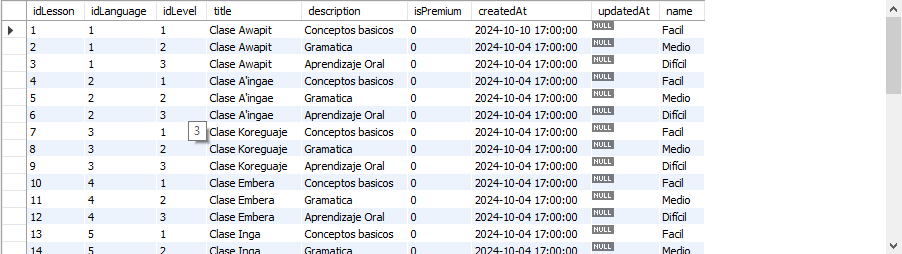 idLesson idLanguage idLevel title description isPremium createdAt updatedAt name
1 1 1 Clase Awapit Conceptos basicos 0 2024-10-10 17:00:00 NULL Facil
2 1 2 Clase Awapit Gramatica 0 2024-10-04 17:00:00 NULL Medio
3 1 3 Clase Awapit Aprendizaje Oral 0 2024-10-04 17:00:00 NULL Difícil
4 2 1 Clase A'ingae Conceptos basicos 0 2024-10-04 17:00:00 NULL Facil
5 2 2 Clase A'ingae Gramatica 0 2024-10-04 17:00:00 NULL Medio
6 2 3 Clase A'ingae Aprendizaje Oral 0 2024-10-04 17:00:00 NULL Difícil
7 3 1 3 Clase Koreguaje Conceptos basicos 0 2024-10-04 17:00:00 NULL Facil
8 3 2 Clase Koreguaje Gramatica 0 2024-10-04 17:00:00 NULL Medio
9 3 3 Clase Koreguaje Aprendizaje Oral 0 2024-10-04 17:00:00 NULL Difícil
10 4 1 Clase Embera Conceptos basicos 0 2024-10-04 17:00:00 NULL Facil
11 4 2 Clase Embera Gramatica 0 2024-10-04 17:00:00 NULL Medio
12 4 3 Clase Embera Aprendizaje Oral 0 2024-10-04 17:00:00 NULL Difícil
13 5 1 Clase Inga Conceptos basicos 0 2024-10-04 17:00:00 NULL Facil
14 5 2 Clase Inga Gramatica 0 2024-10-04 17:00:00 NULL Medio